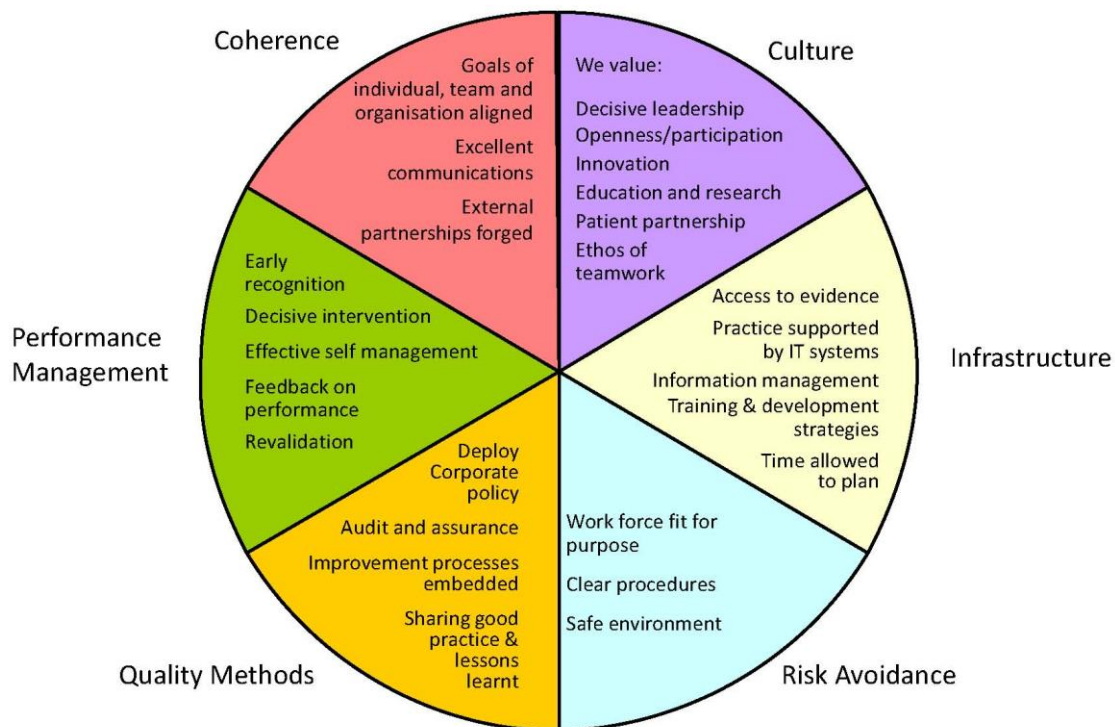 Coherence
Goals of
individual, team and
organisation aligned
Excellent
communications
External
partnerships forged
Culture
We value:
Decisive leadership
Openness/participation
Innovation
Education and research
Patient partnership
Ethos of
teamwork
Performance
Management
Early
recognition
Decisive intervention
Effective self management
Feedback on
performance
Revalidation
Infrastructure
Access to evidence
Practice supported
by IT systems
Information management
Training & development
strategies
Time allowed
to plan
Quality Methods
Deploy
Corporate
policy
Audit and assurance
Improvement processes
embedded
Sharing good
practice &
lessons
learnt
Risk Avoidance
Work force fit for
purpose
Clear procedures
Safe environment